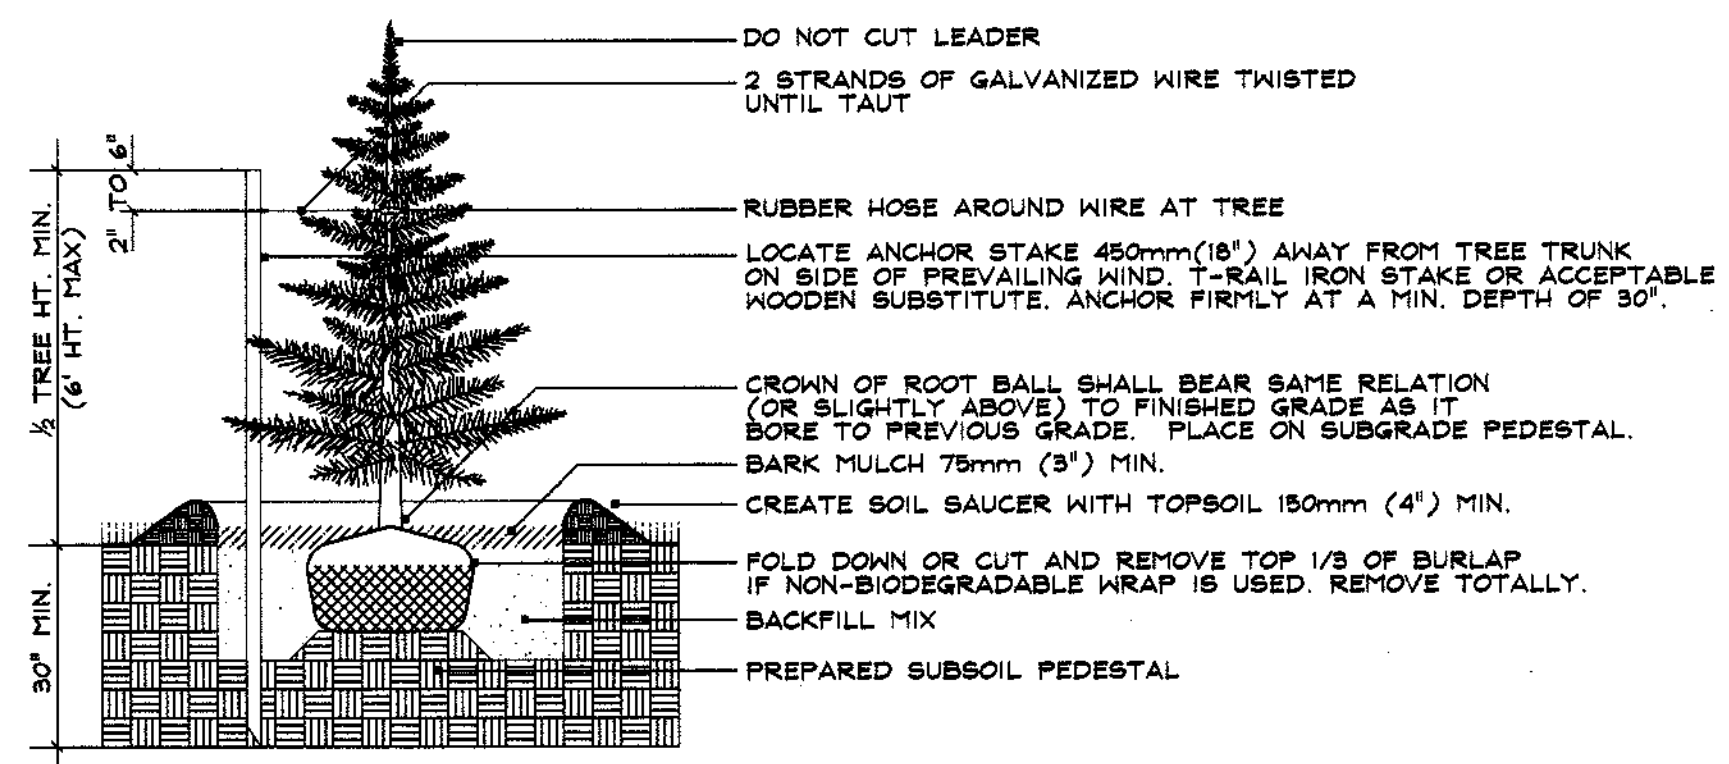 DO NOT CUT LEADER
2 STRANDS OF GALVANIZED WIRE TWISTED
UNTIL TAUT
2" TO 6"
½ TREE HT. MIN.
(6' HT. MAX)
RUBBER HOSE AROUND WIRE AT TREE
LOCATE ANCHOR STAKE 450mm(18") AWAY FROM TREE TRUNK
ON SIDE OF PREVAILING WIND. T-RAIL IRON STAKE OR ACCEPTABLE
WOODEN SUBSTITUTE. ANCHOR FIRMLY AT A MIN. DEPTH OF 30".
CROWN OF ROOT BALL SHALL BEAR SAME RELATION
(OR SLIGHTLY ABOVE) TO FINISHED GRADE AS IT
BORE TO PREVIOUS GRADE. PLACE ON SUBGRADE PEDESTAL.
BARK MULCH 75mm (3") MIN.
CREATE SOIL SAUCER WITH TOPSOIL 150mm (4") MIN.
FOLD DOWN OR CUT AND REMOVE TOP 1/3 OF BURLAP
IF NON-BIODEGRADABLE WRAP IS USED. REMOVE TOTALLY.
30" MIN.
BACKFILL MIX
PREPARED SUBSOIL PEDESTAL